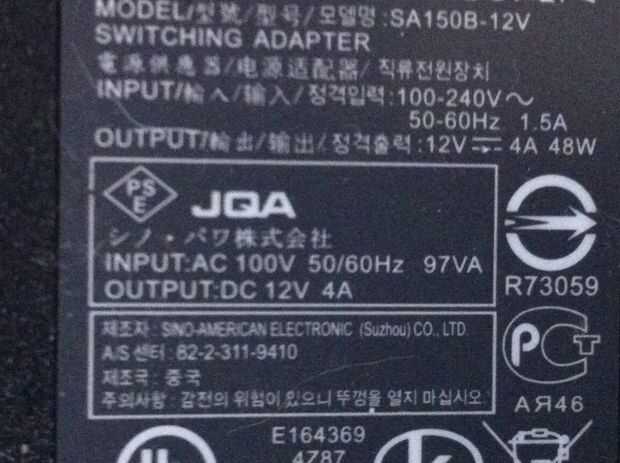 MODEL/型號/型号/모델명:SA150B-12V
SWITCHING ADAPTER
電源供應器/电源适配器/직류전원장치
INPUT/輸入/输入/정격입력:100-240V~
50-60Hz 1.5A
OUTPUT/輸出/输出/정격출력:12V⎓4A 48W
PSE JQA
シノ・パワ株式会社
INPUT:AC 100V 50/60Hz 97VA
OUTPUT:DC 12V 4A
R73059
제조자: SINO-AMERICAN ELECTRONIC (Suzhou) CO., LTD.
A/S센터: 82-2-311-9410
제조국: 중국
주의사항: 감전의 위험이 있으니 뚜껑을 열지 마십시오.
PCT
АЯ46
E164369
4Z87